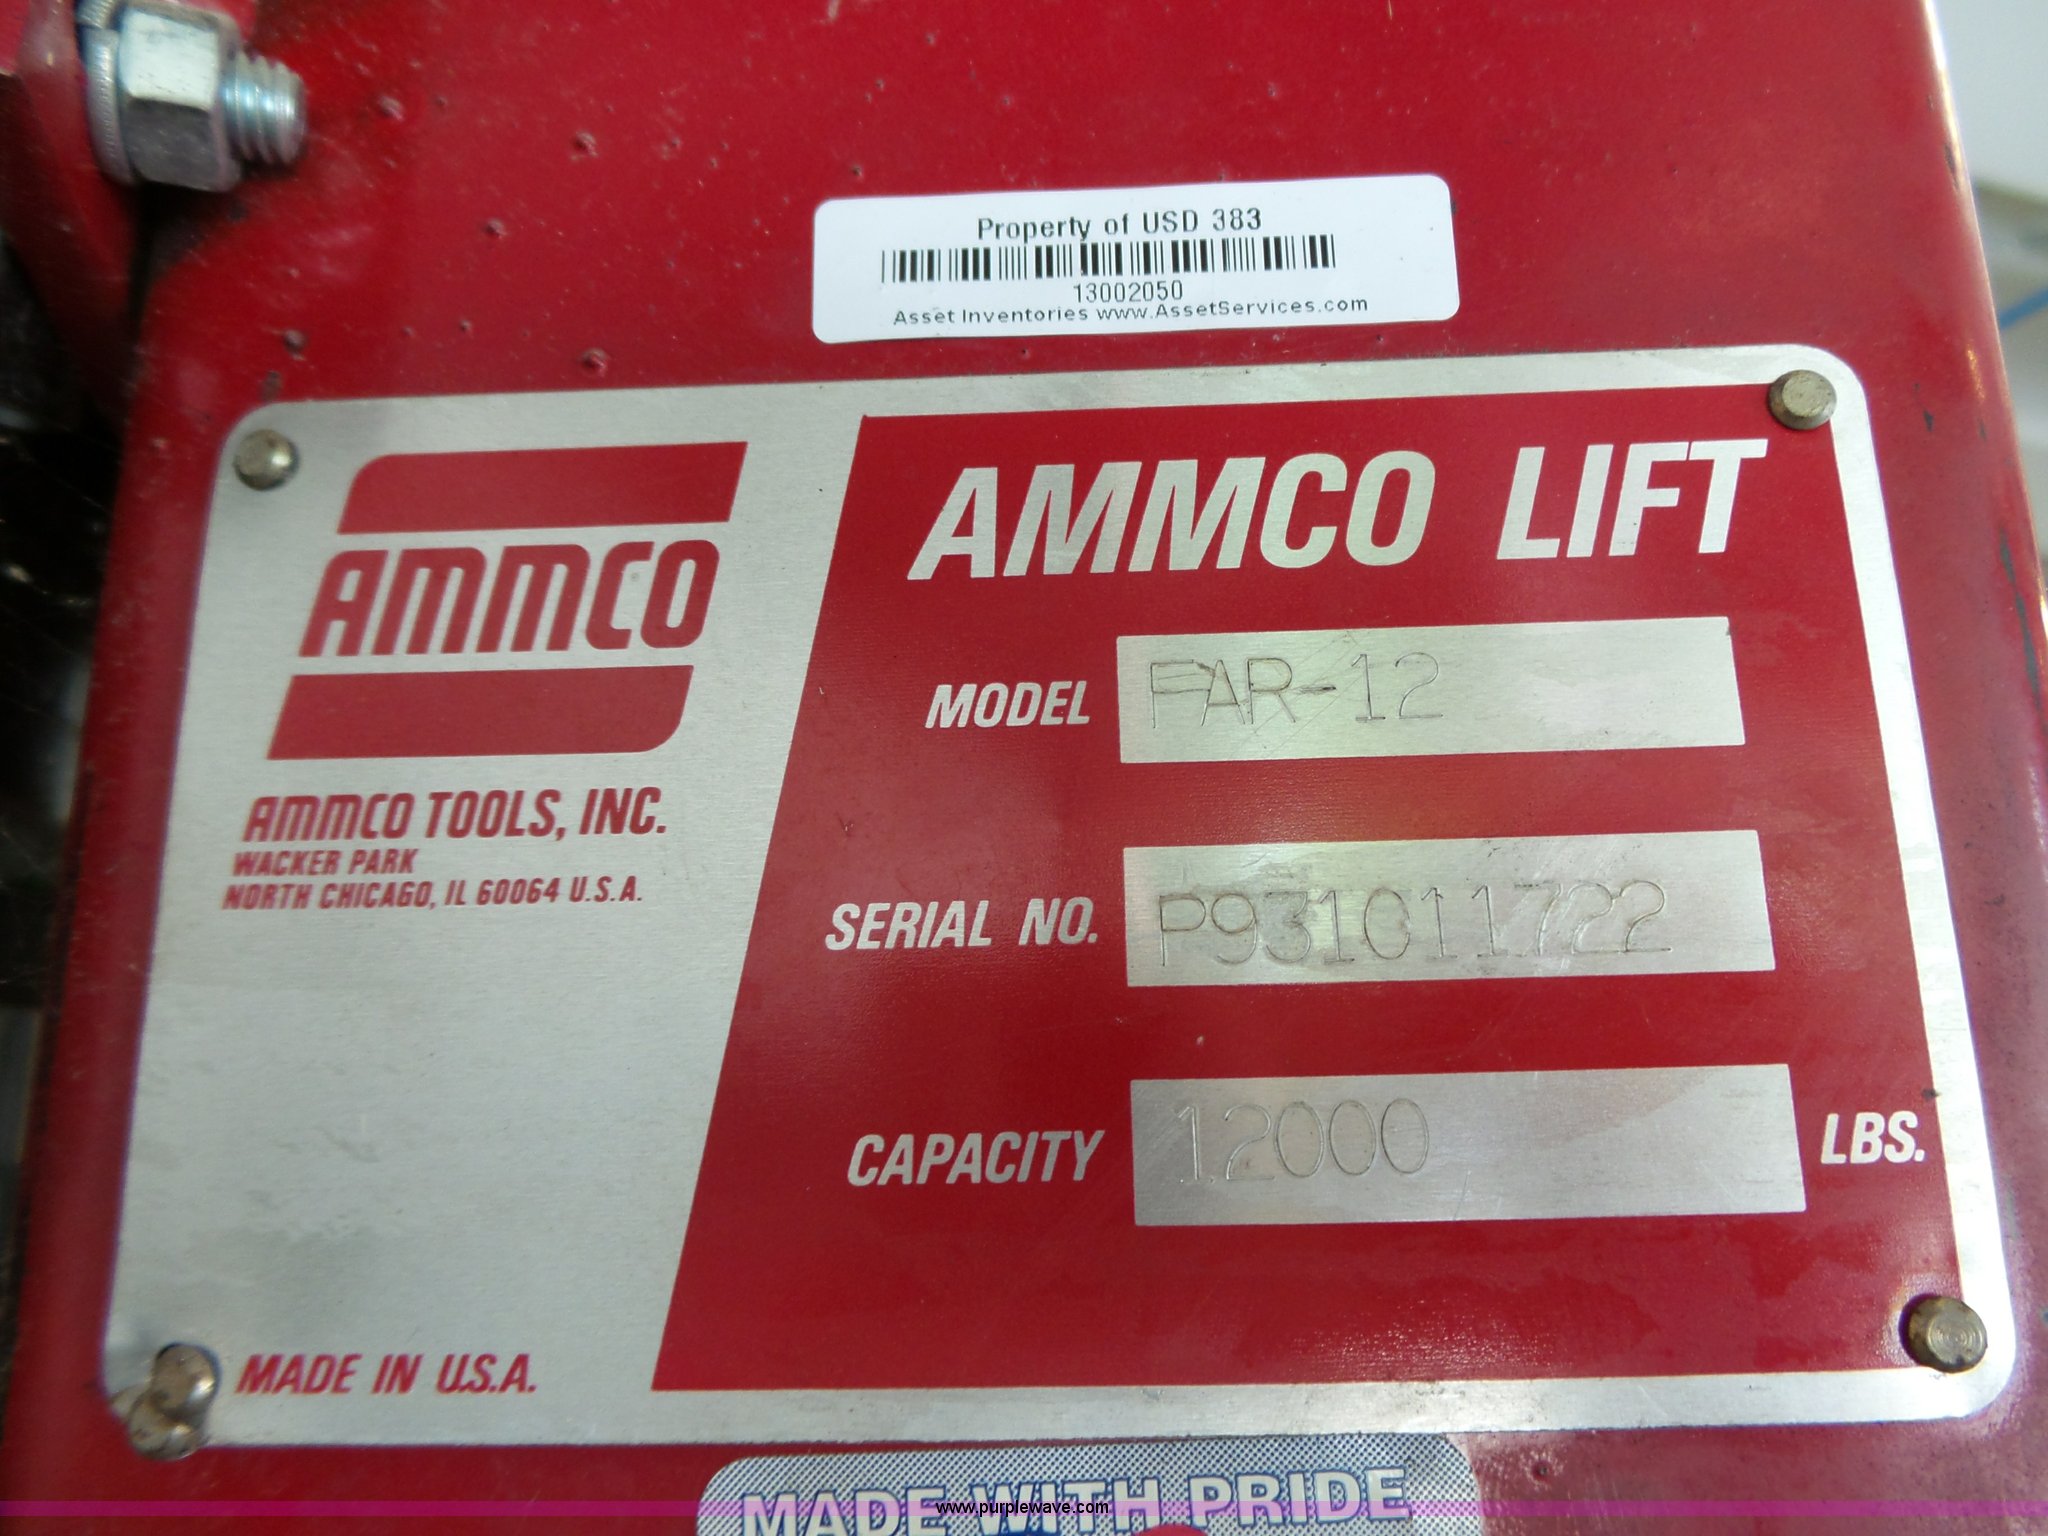 Property of USD 383
13002050
Asset Inventories www.AssetServices.com
AMMCO
AMMCO TOOLS, INC.
WACKER PARK
NORTH CHICAGO, IL 60064 U.S.A.
MADE IN U.S.A.
AMMCO LIFT
MODEL FAR-12
SERIAL NO. P931011722
CAPACITY 12000 LBS.
MADE WITH PRIDE
www.purplewave.com